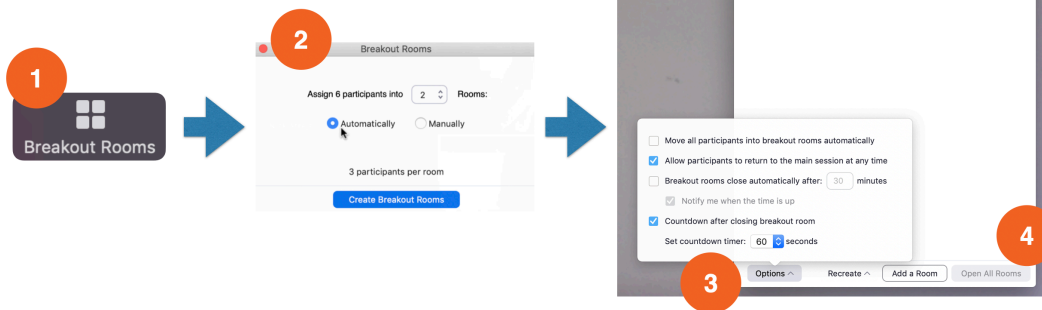 1
Breakout Rooms
2
Breakout Rooms
Assign 6 participants into 2 Rooms:
Automatically Manually
3 participants per room
Create Breakout Rooms
Move all participants into breakout rooms automatically
Allow participants to return to the main session at any time
Breakout rooms close automatically after: 30 minutes
Notify me when the time is up
Countdown after closing breakout room
Set countdown timer: 60 seconds
4
3
Options Recreate Add a Room Open All Rooms